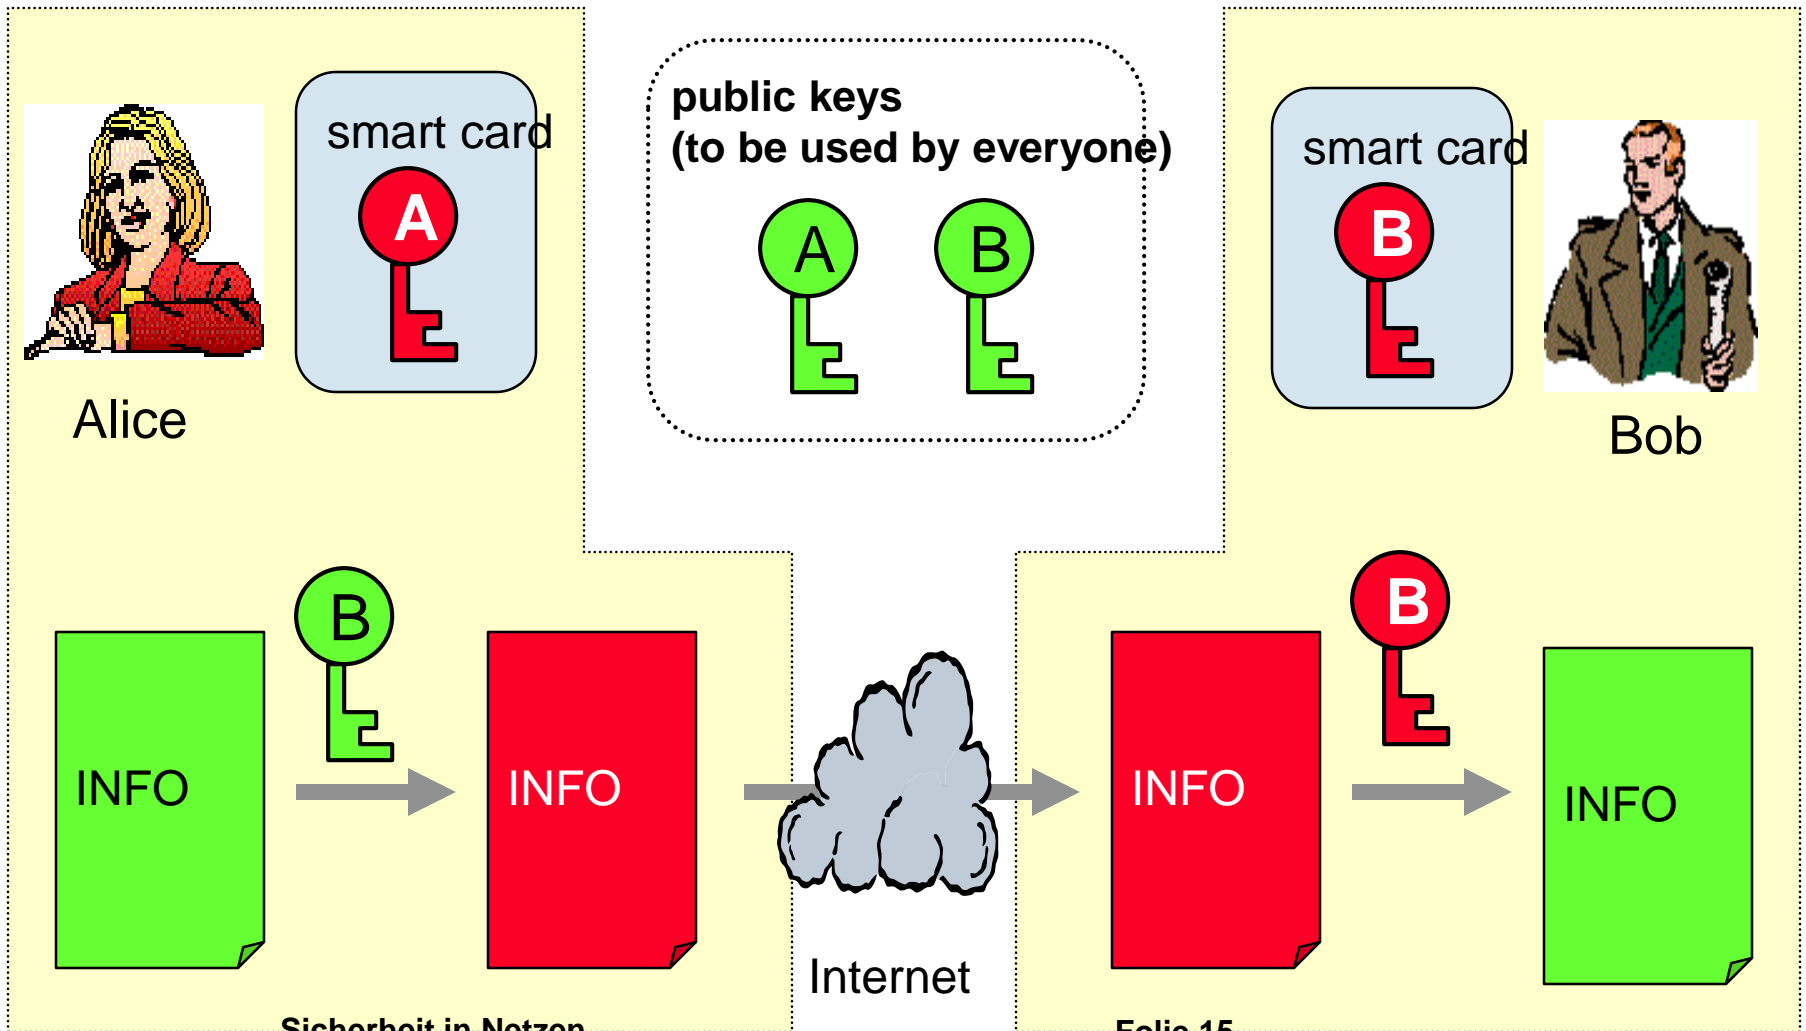 smart card
A
Alice
public keys
(to be used by everyone)
A B
smart card
B
Bob
B
INFO
INFO
Internet
INFO
B
INFO
Sicherheit in Netzen
Folie 15